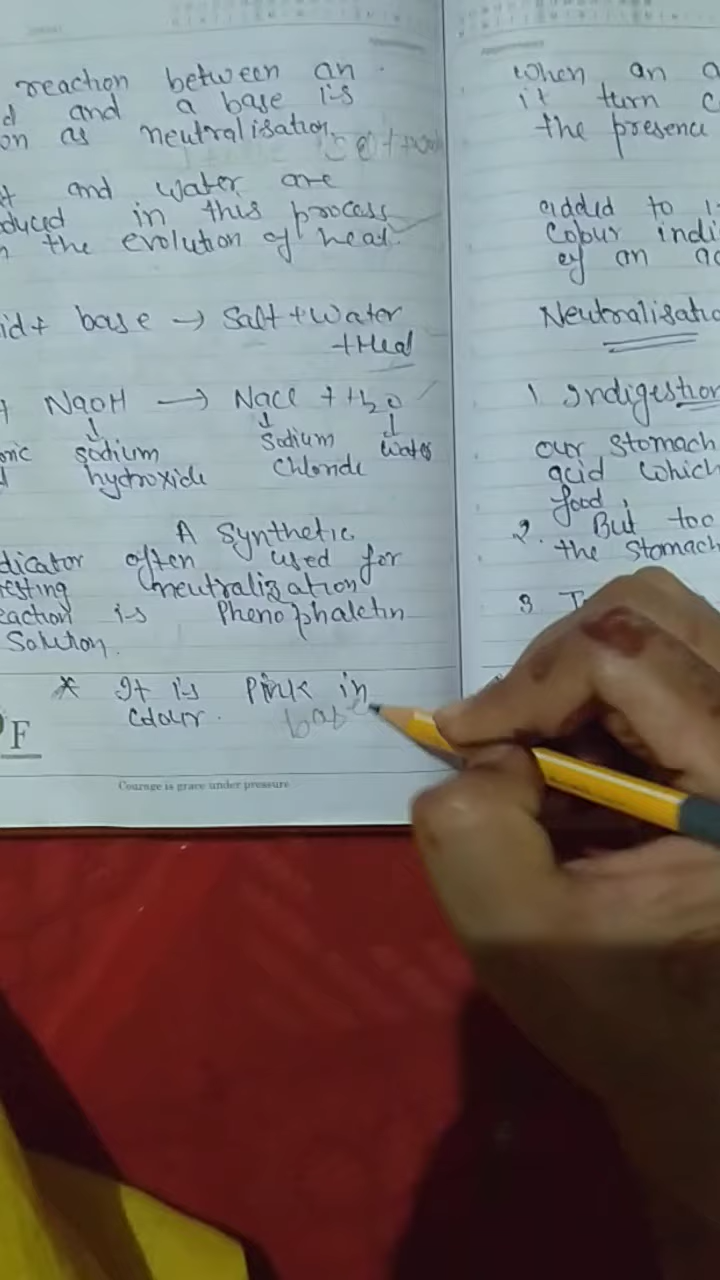 reaction between an
and a base is
on as neutralisation.
and water are
duced in this process
the evolution of heat.
id + base → Salt + Water
+ Heat
NaOH → NaCl + H2O
↓ ↓ ↓
sodium Sodium Water
hydroxide Chloride
A Synthetic
dicator often used for
esting neutralization
eaction is Phenophaletin
Solution.
* It is Pink in
Colour.
F
Courage is grace under pressure
When an a
it turn c
the presence
added to
Colour indi
of an
Neutralisatio
1 Indigestion
our stomach
acid which
food,
2. But too
the stomach
3